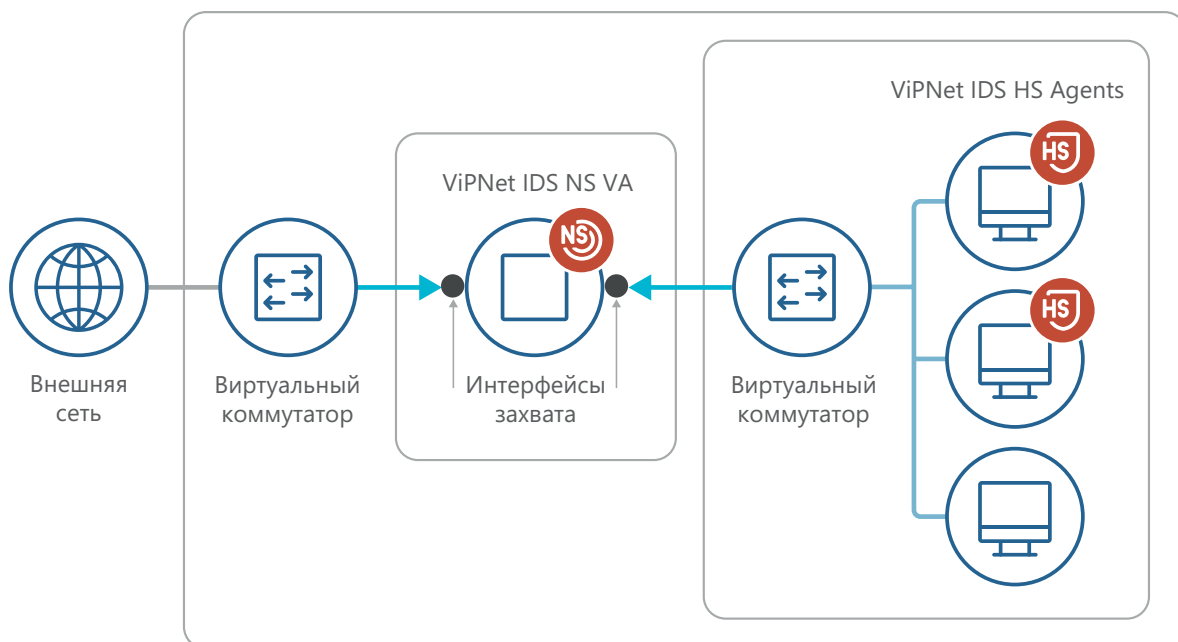 ViPNet IDS HS Agents
HS
ViPNet IDS NS VA
NS
HS
Внешняя
сеть
Виртуальный
коммутатор
Интерфейсы
захвата
Виртуальный
коммутатор